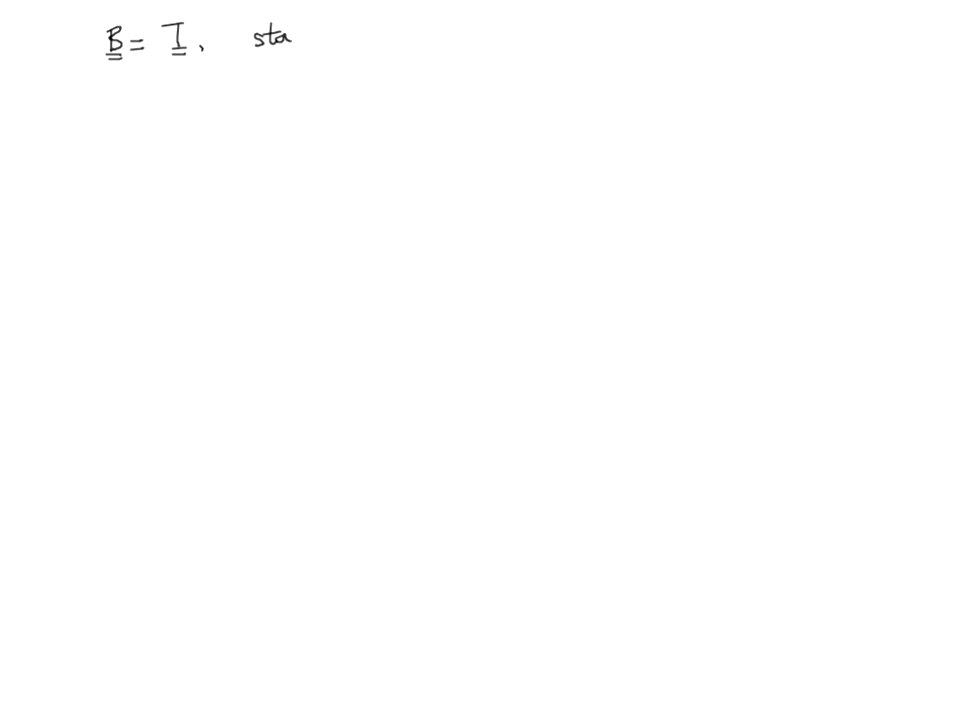 B = I, sta